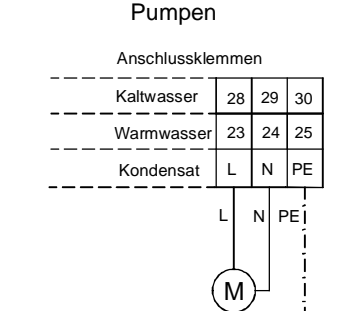 Pumpen
Anschlussklemmen
Kaltwasser 28 29 30
Warmwasser 23 24 25
Kondensat L N PE
L N PE
M